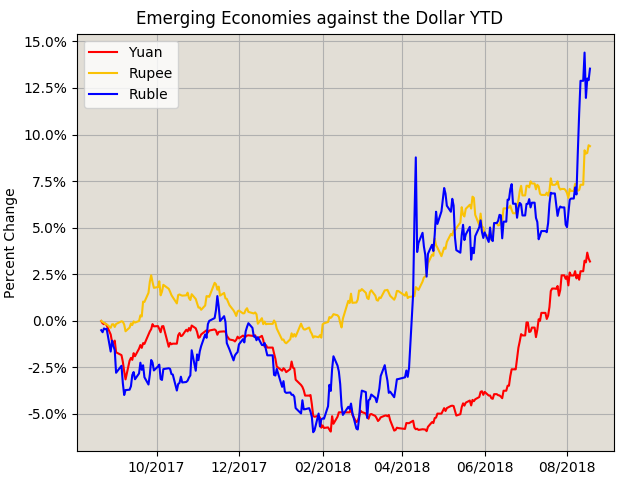 Emerging Economies against the Dollar YTD
Yuan
Rupee
Ruble
Percent Change
15.0%
12.5%
10.0%
7.5%
5.0%
2.5%
0.0%
-2.5%
-5.0%
10/2017 12/2017 02/2018 04/2018 06/2018 08/2018